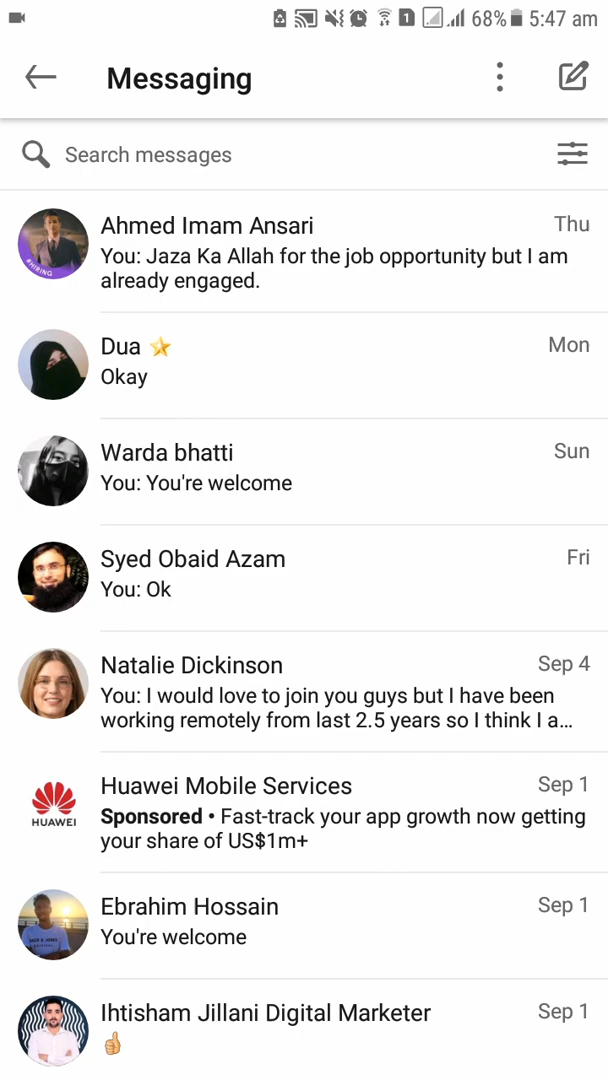 68% 5:47 am
Messaging
Search messages
Ahmed Imam Ansari Thu
#HIRING
You: Jaza Ka Allah for the job opportunity but I am
already engaged.
Dua ⭐ Mon
Okay
Warda bhatti Sun
You: You're welcome
Syed Obaid Azam Fri
You: Ok
Natalie Dickinson Sep 4
You: I would love to join you guys but I have been
working remotely from last 2.5 years so I think I a...
Huawei Mobile Services Sep 1
HUAWEI
Sponsored • Fast-track your app growth now getting
your share of US$1m+
Ebrahim Hossain Sep 1
You're welcome
Ihtisham Jillani Digital Marketer Sep 1
👍